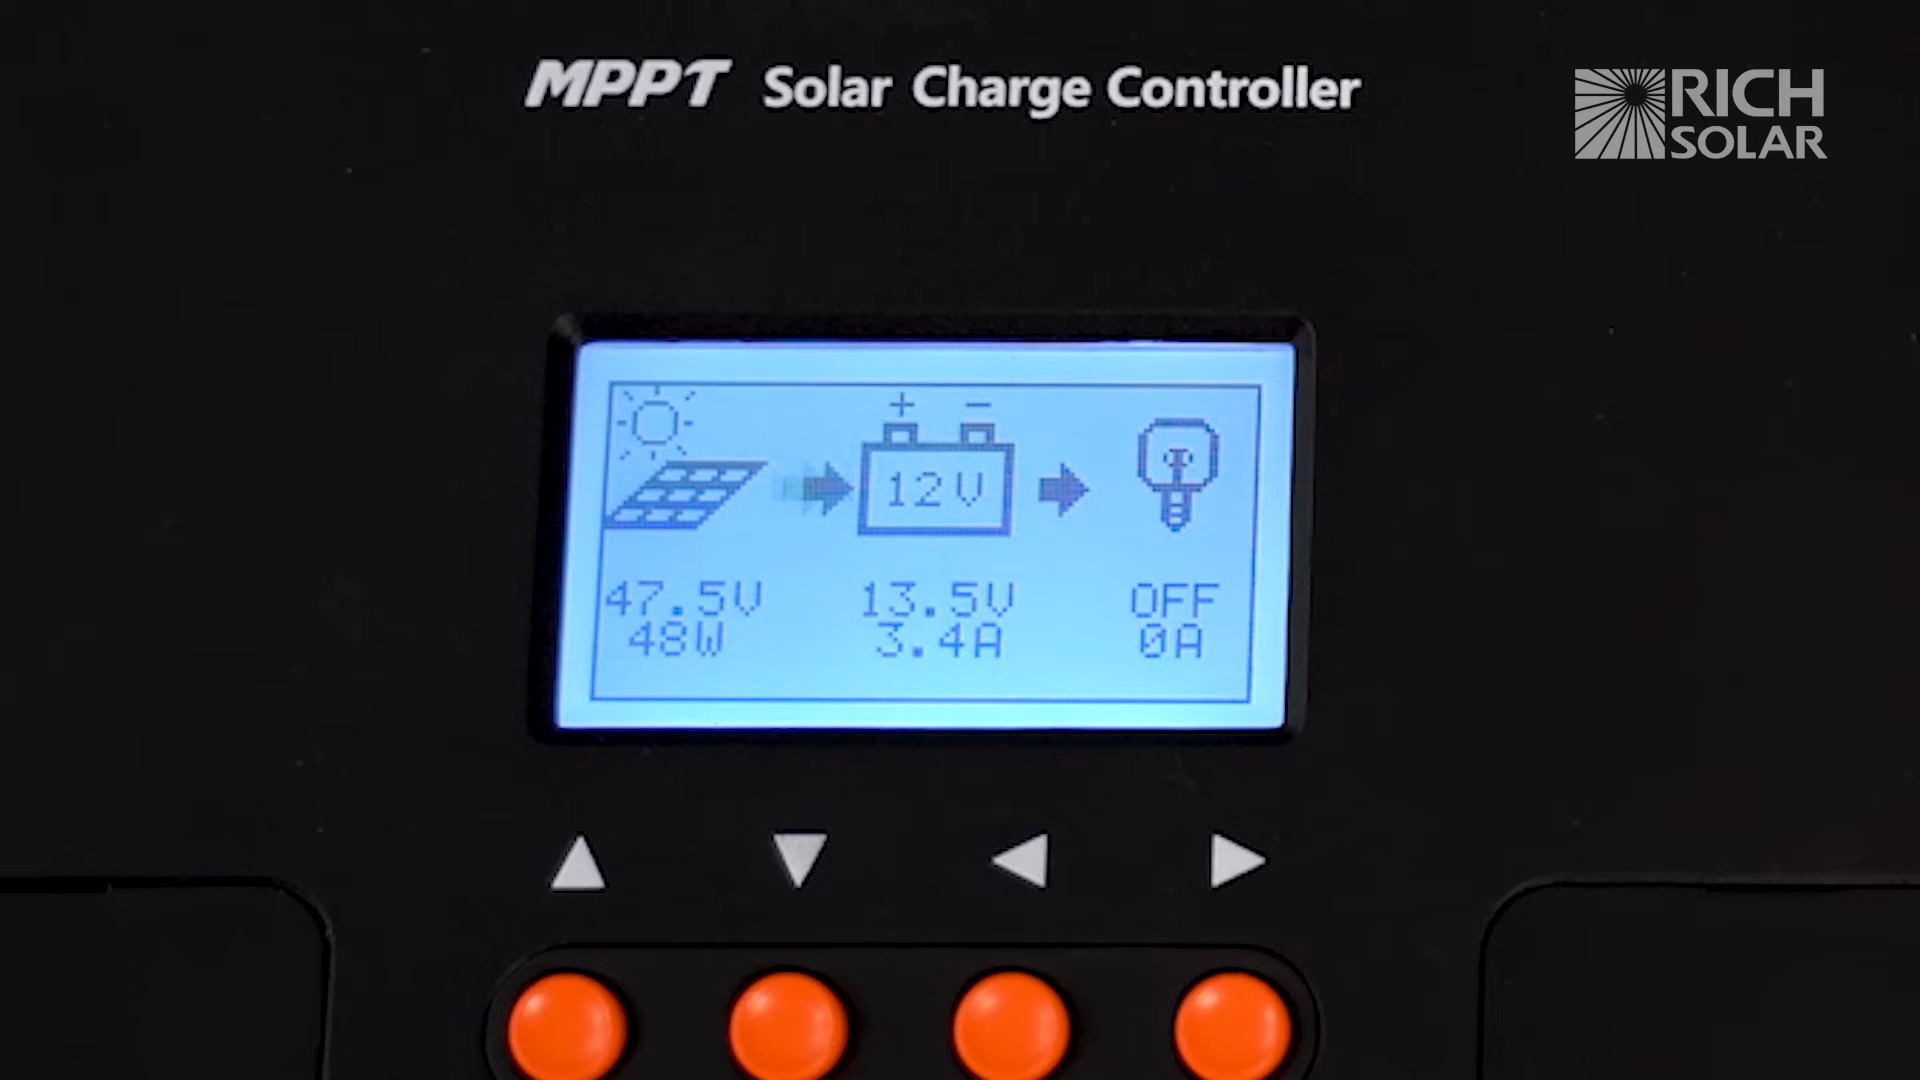 MPPT Solar Charge Controller
RICH
SOLAR
+ −
12V
47.5V 13.5V OFF
48W 3.4A 0A